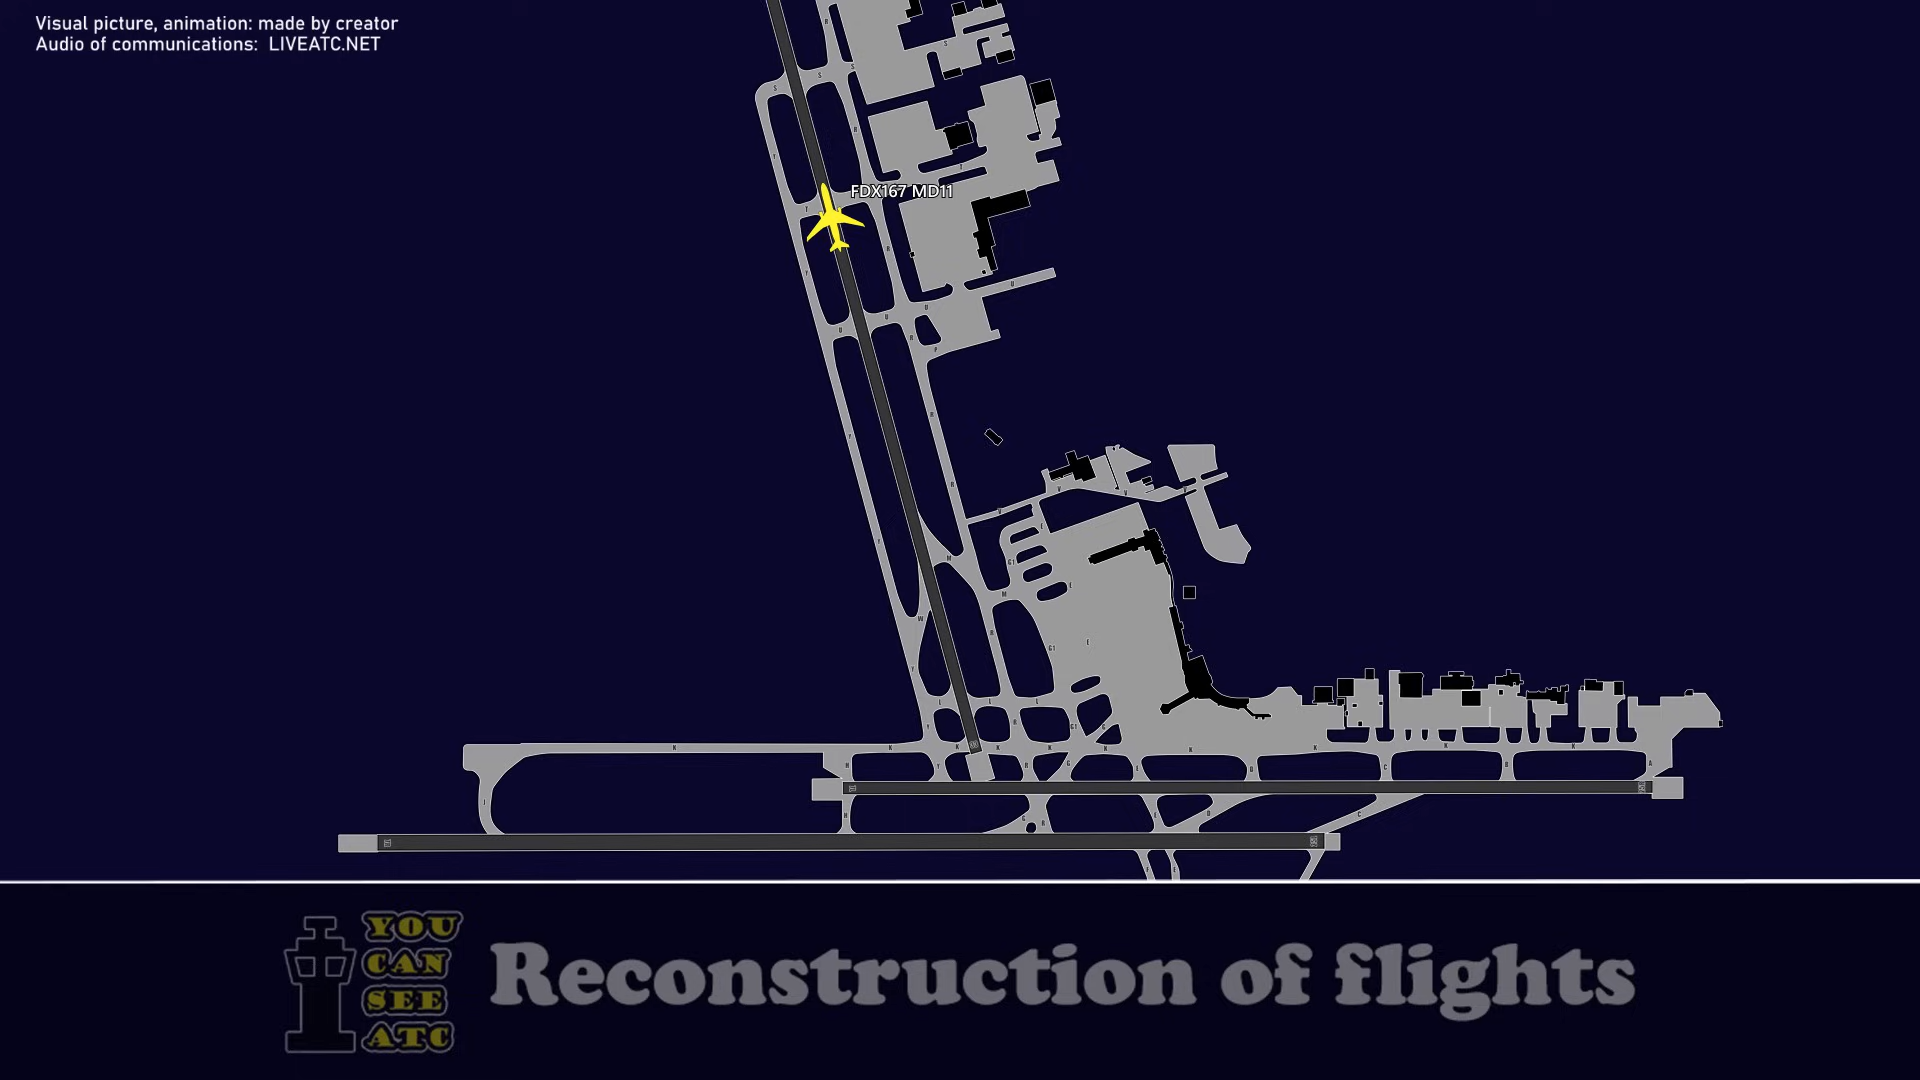 Visual picture, animation: made by creator
Audio of communications: LIVEATC.NET
FDX167 MD11
YOU
CAN
SEE
ATC
Reconstruction of flights